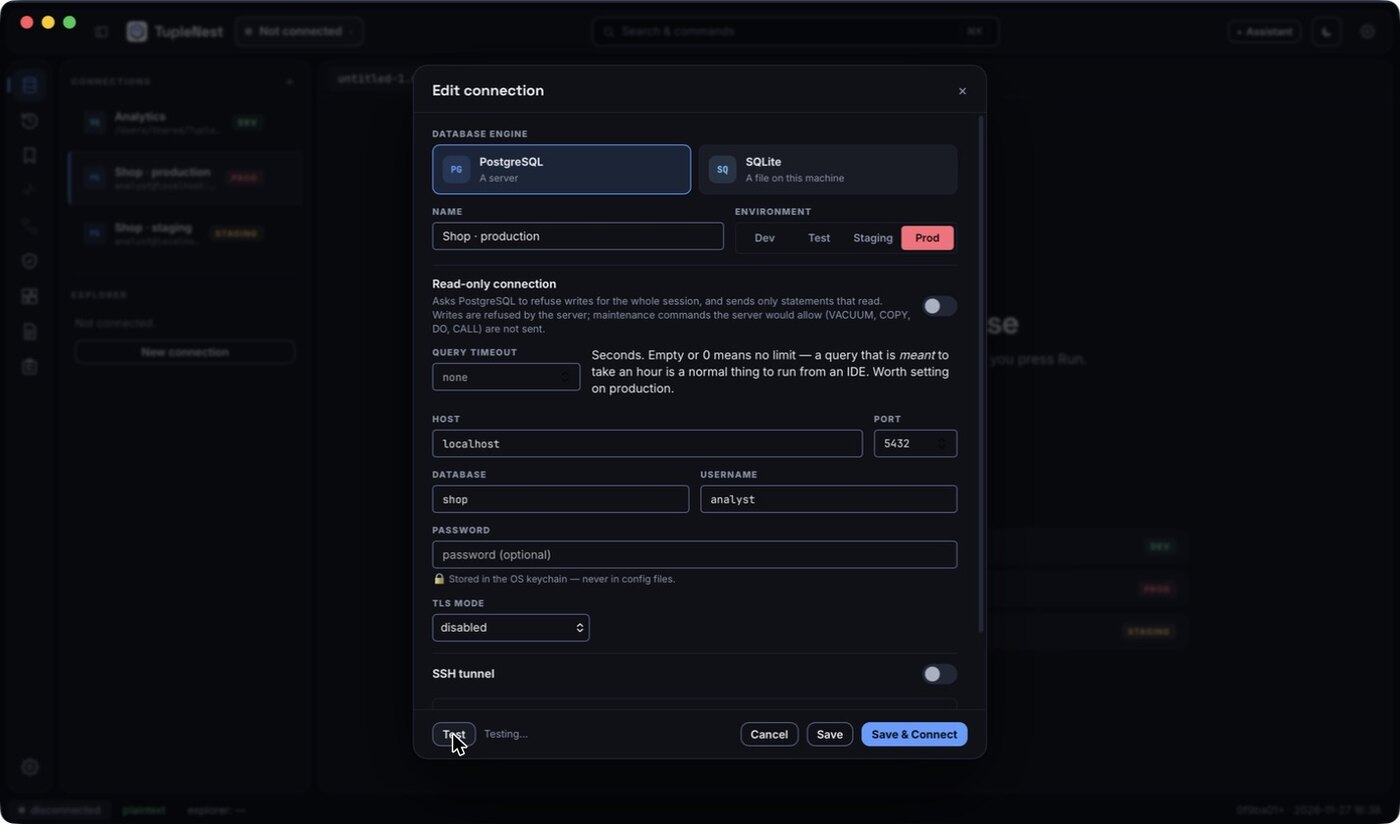 TupleNest
Not connected
Search & commands
⌘K
Assistant
CONNECTIONS
untitled-1.
Analytics
DEV
Shop · production
PROD
Shop · staging
STAGING
EXPLORER
Not connected.
New connection
se
you press Run.
DEV
PROD
STAGING
Edit connection
×
DATABASE ENGINE
PG
PostgreSQL
A server
SQ
SQLite
A file on this machine
NAME
ENVIRONMENT
Shop · production
Dev
Test
Staging
Prod
Read-only connection
Asks PostgreSQL to refuse writes for the whole session, and sends only statements that read.
Writes are refused by the server; maintenance commands the server would allow (VACUUM, COPY,
DO, CALL) are not sent.
QUERY TIMEOUT
none
Seconds. Empty or 0 means no limit — a query that is meant to
take an hour is a normal thing to run from an IDE. Worth setting
on production.
HOST
PORT
localhost
5432
DATABASE
USERNAME
shop
analyst
PASSWORD
password (optional)
🔒 Stored in the OS keychain — never in config files.
TLS MODE
disabled
SSH tunnel
Test
Testing...
Cancel
Save
Save & Connect
disconnected
plaintext
explorer: —